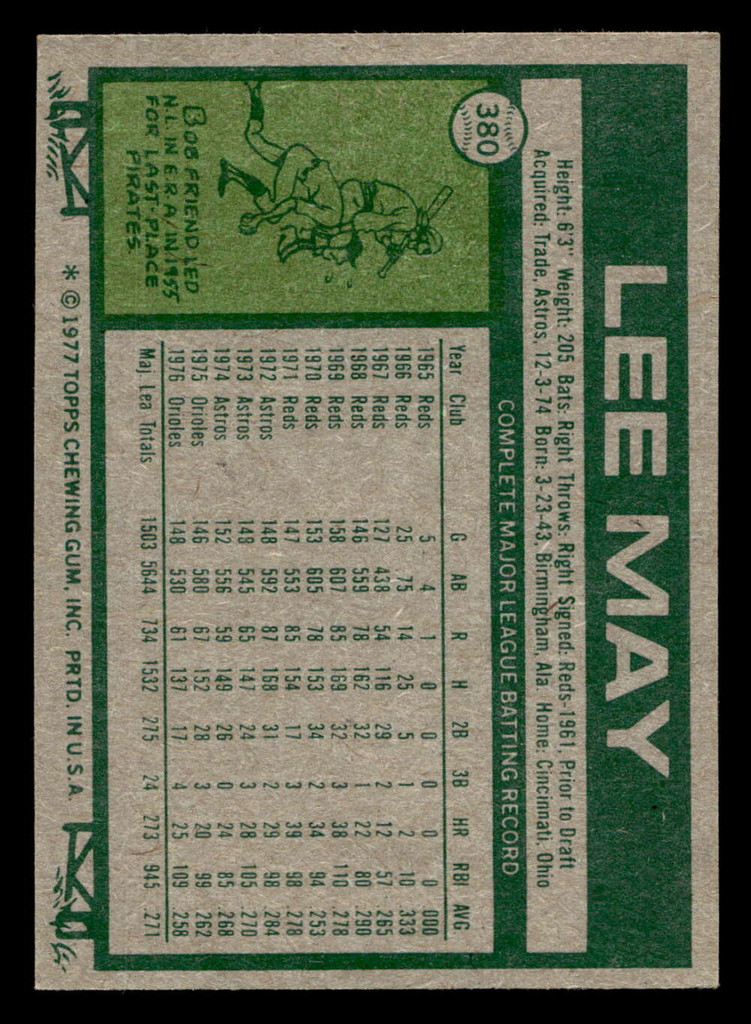 LEE MAY
Height: 6'3" Weight: 205 Bats: Right Throws: Right Signed: Reds-1961, Prior to Draft
Acquired: Trade, Astros, 12-3-74 Born: 3-23-43, Birmingham, Ala. Home: Cincinnati, Ohio
380
COMPLETE MAJOR LEAGUE BATTING RECORD
Year Club G AB R H 2B 3B HR RBI AVG
1965 Reds 5 4 1 0 0 0 0 0 .000
1966 Reds 25 75 14 25 5 1 2 10 .333
1967 Reds 127 438 54 116 29 2 12 57 .265
1968 Reds 146 559 78 162 32 1 22 80 .290
1969 Reds 158 607 85 169 32 3 38 110 .278
1970 Reds 153 605 78 153 34 2 34 94 .253
1971 Reds 147 553 85 154 17 3 39 98 .278
1972 Astros 148 592 87 168 31 2 29 98 .284
1973 Astros 149 545 65 147 24 3 28 105 .270
1974 Astros 152 556 59 149 26 0 24 85 .268
1975 Orioles 146 580 67 152 28 3 20 99 .262
1976 Orioles 148 530 61 137 17 4 25 109 .258
Maj. Lea Totals 1503 5644 734 1532 275 24 273 945 .271
BOB FRIEND LED
N.L. IN E.R.A. IN 1955
FOR LAST-PLACE
PIRATES.
* © 1977 TOPPS CHEWING GUM, INC. PRTD. IN U.S.A.